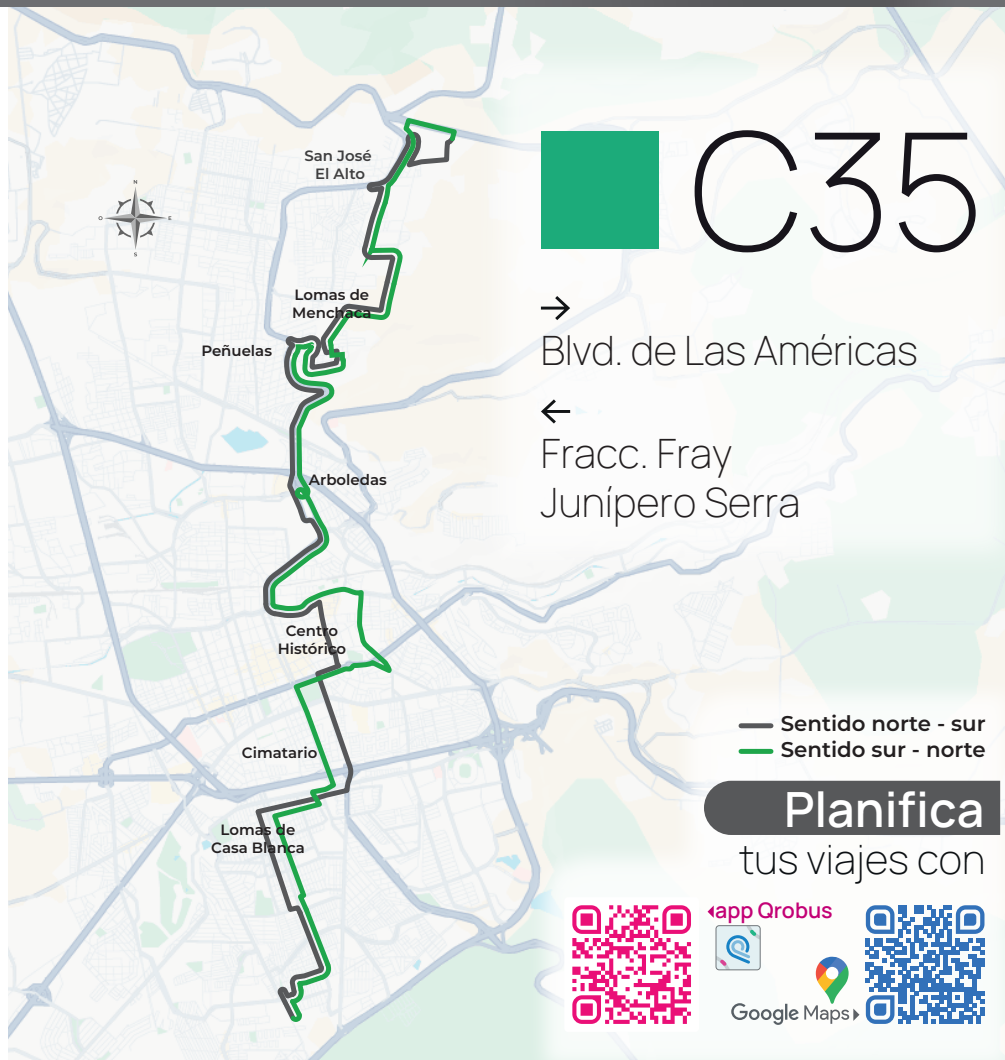 C35
→
Blvd. de Las Américas
←
Fracc. Fray
Junípero Serra
San José
El Alto
N
O
E
S
Lomas de
Menchaca
Peñuelas
Arboledas
Centro
Histórico
Cimatario
Lomas de
Casa Blanca
Sentido norte - sur
Sentido sur - norte
Planifica
tus viajes con
app Qrobus
Google Maps